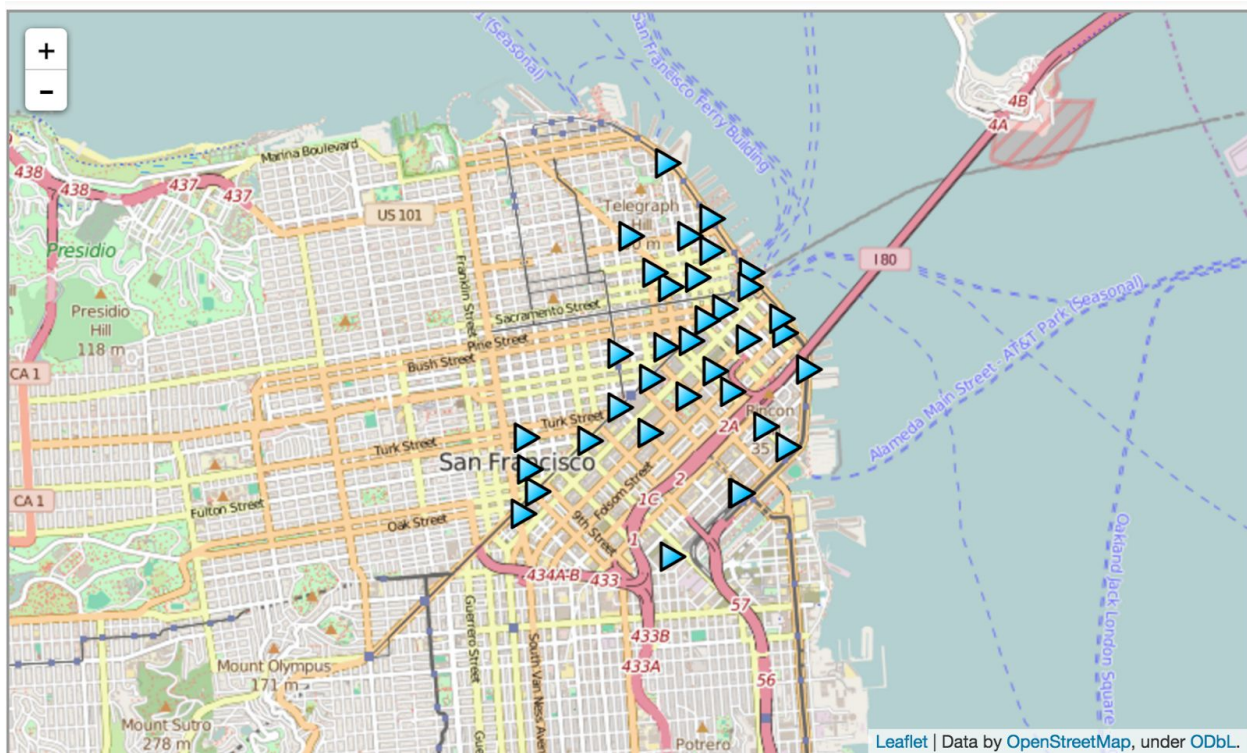 +
−
1 (Seasonal)
San Francisco Ferry Building
4B
4A
Marina Boulevard
438
438
437
437
US 101
Telegraph
Hill
Presidio
I 80
Franklin Street
Presidio
Hill
118 m
Sacramento Street
Pine Street
Bush Street
CA 1
Alameda Main Street - AT&T Park (Seasonal)
Rincon
35
2A
Turk Street
Turk Street
San Francisco
2
1C
Folsom Street
CA 1
Fulton Street
Oak Street
9th Street
1
434A-B
433
57
Oakland Jack London Square
Guerrero Street
South Van Ness Aven
433B
433A
56
Mount Olympus
171 m
Mount Sutro
278 m
Potrero
Leaflet | Data by OpenStreetMap, under ODbL.